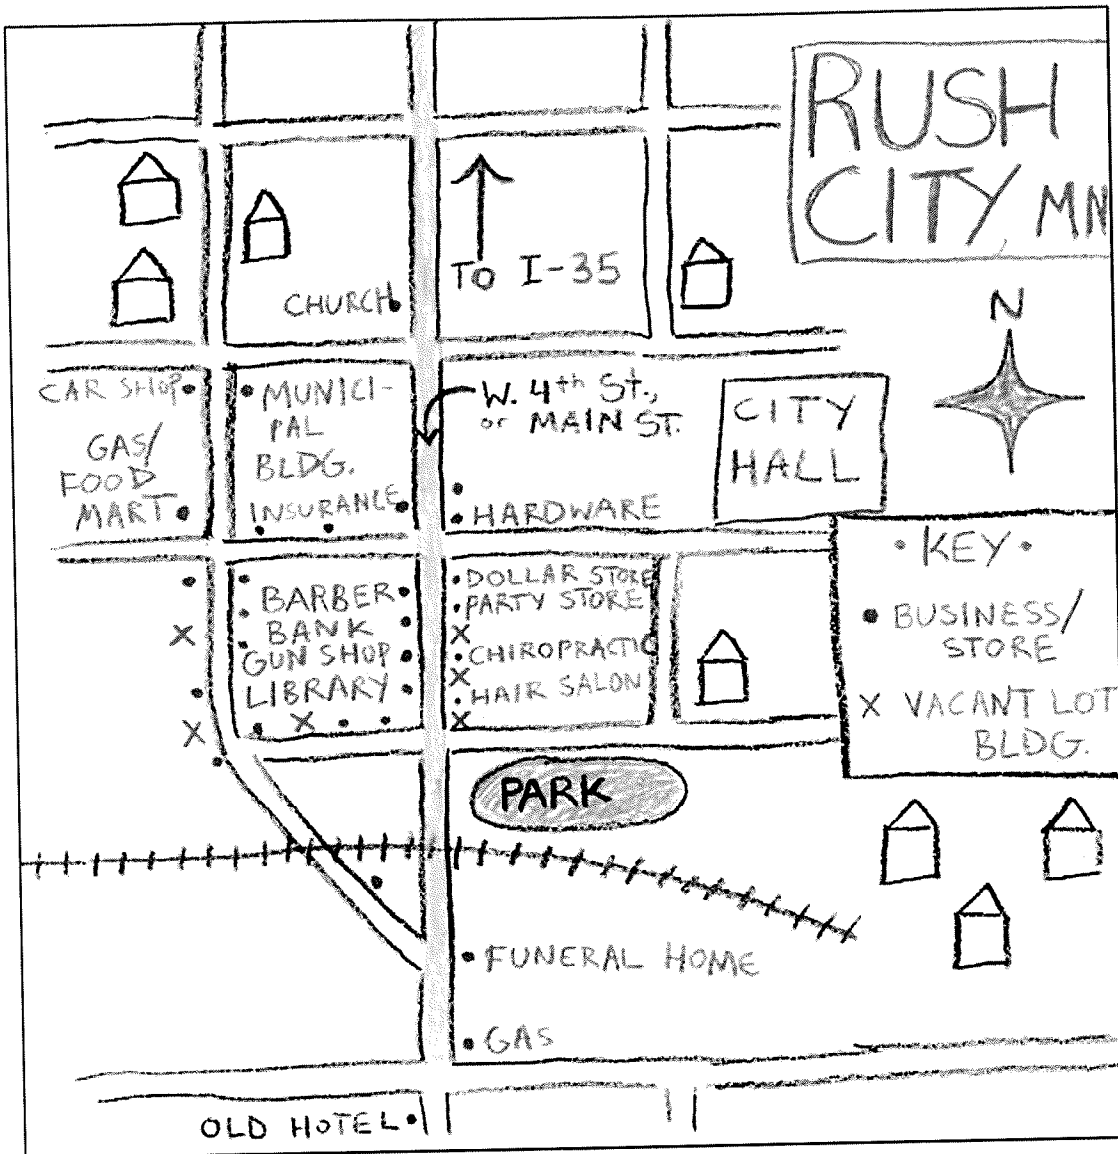 RUSH
CITY MN
N
TO I-35
CHURCH
CAR SHOP
MUNICI-
PAL
BLDG.
W. 4th St.,
or MAIN ST.
CITY
HALL
GAS/
FOOD
MART
INSURANCE
HARDWARE
• KEY •
BUSINESS/
STORE
X VACANT LOT
BLDG.
BARBER
BANK
GUN SHOP
LIBRARY
DOLLAR STORE
PARTY STORE
CHIROPRACTIC
HAIR SALON
PARK
FUNERAL HOME
GAS
OLD HOTEL